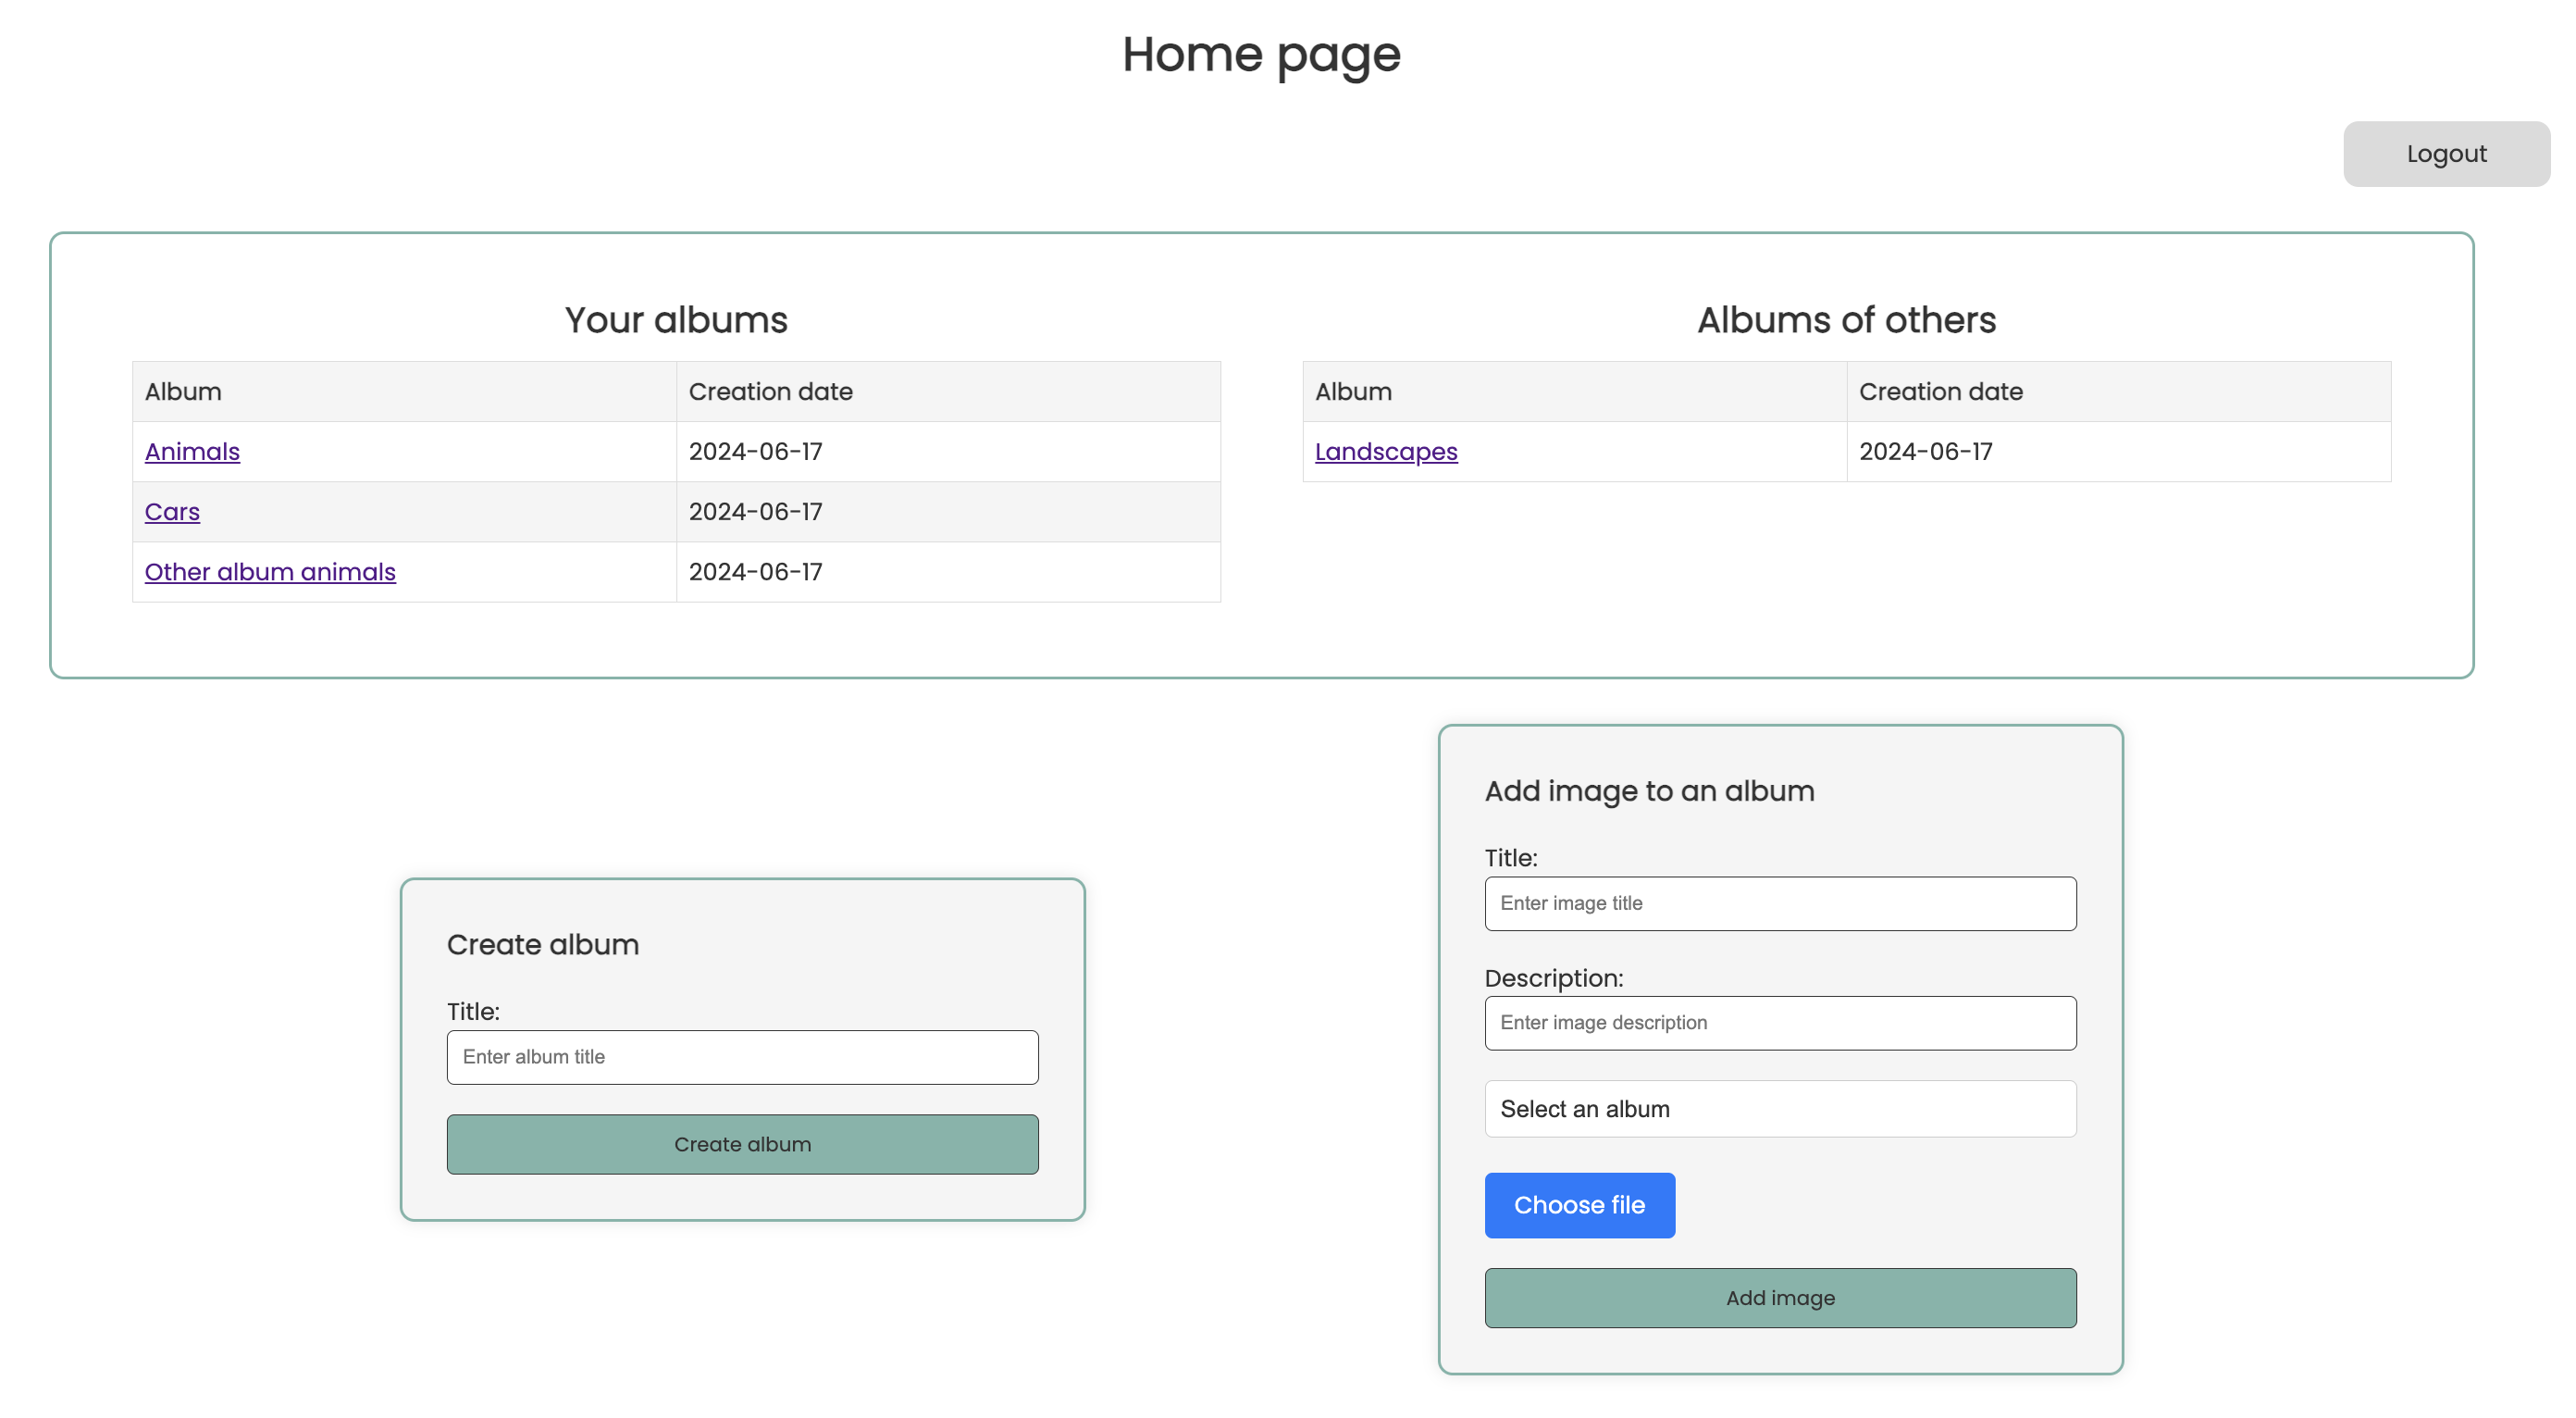 Home page
Logout
Your albums
Album Creation date
Animals 2024-06-17
Cars 2024-06-17
Other album animals 2024-06-17
Albums of others
Album Creation date
Landscapes 2024-06-17
Create album
Title:
Enter album title
Create album
Add image to an album
Title:
Enter image title
Description:
Enter image description
Select an album
Choose file
Add image